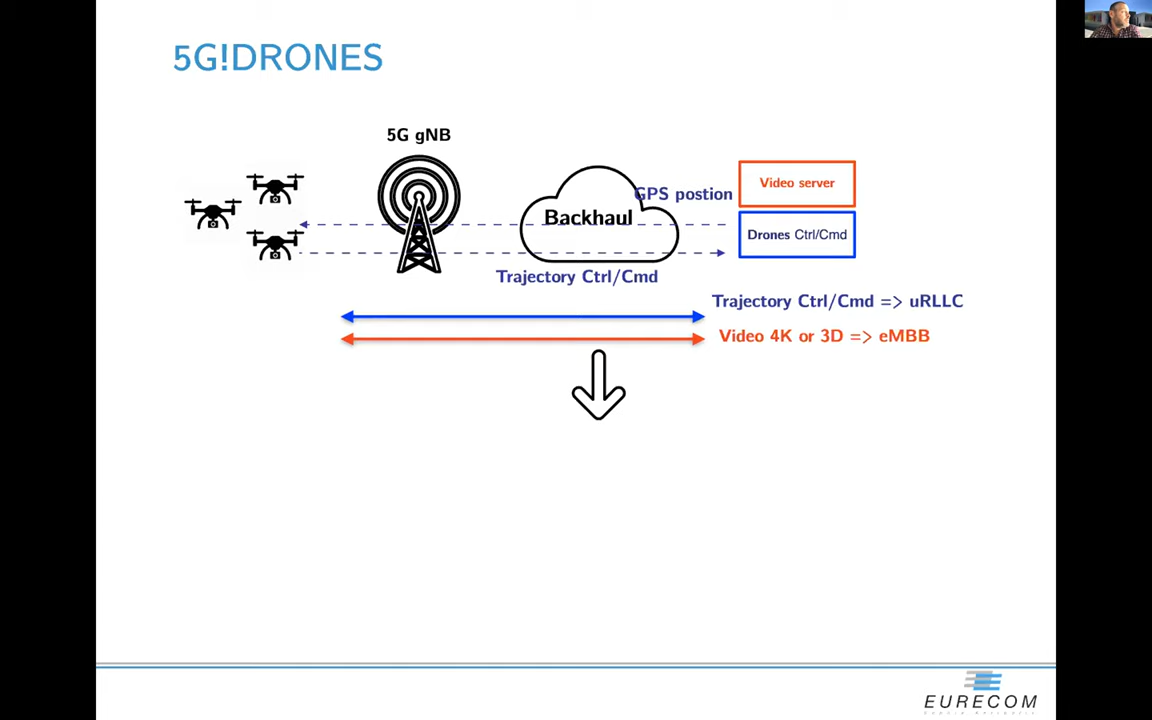 5G!DRONES
5G gNB
Video server
GPS postion
Backhaul
Drones Ctrl/Cmd
Trajectory Ctrl/Cmd
Trajectory Ctrl/Cmd => uRLLC
Video 4K or 3D => eMBB
EURECOM